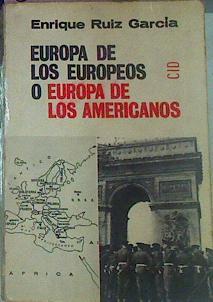 Enrique Ruiz García
EUROPA DE
LOS EUROPEOS
O EUROPA DE
LOS AMERICANOS
CID
AFRICA